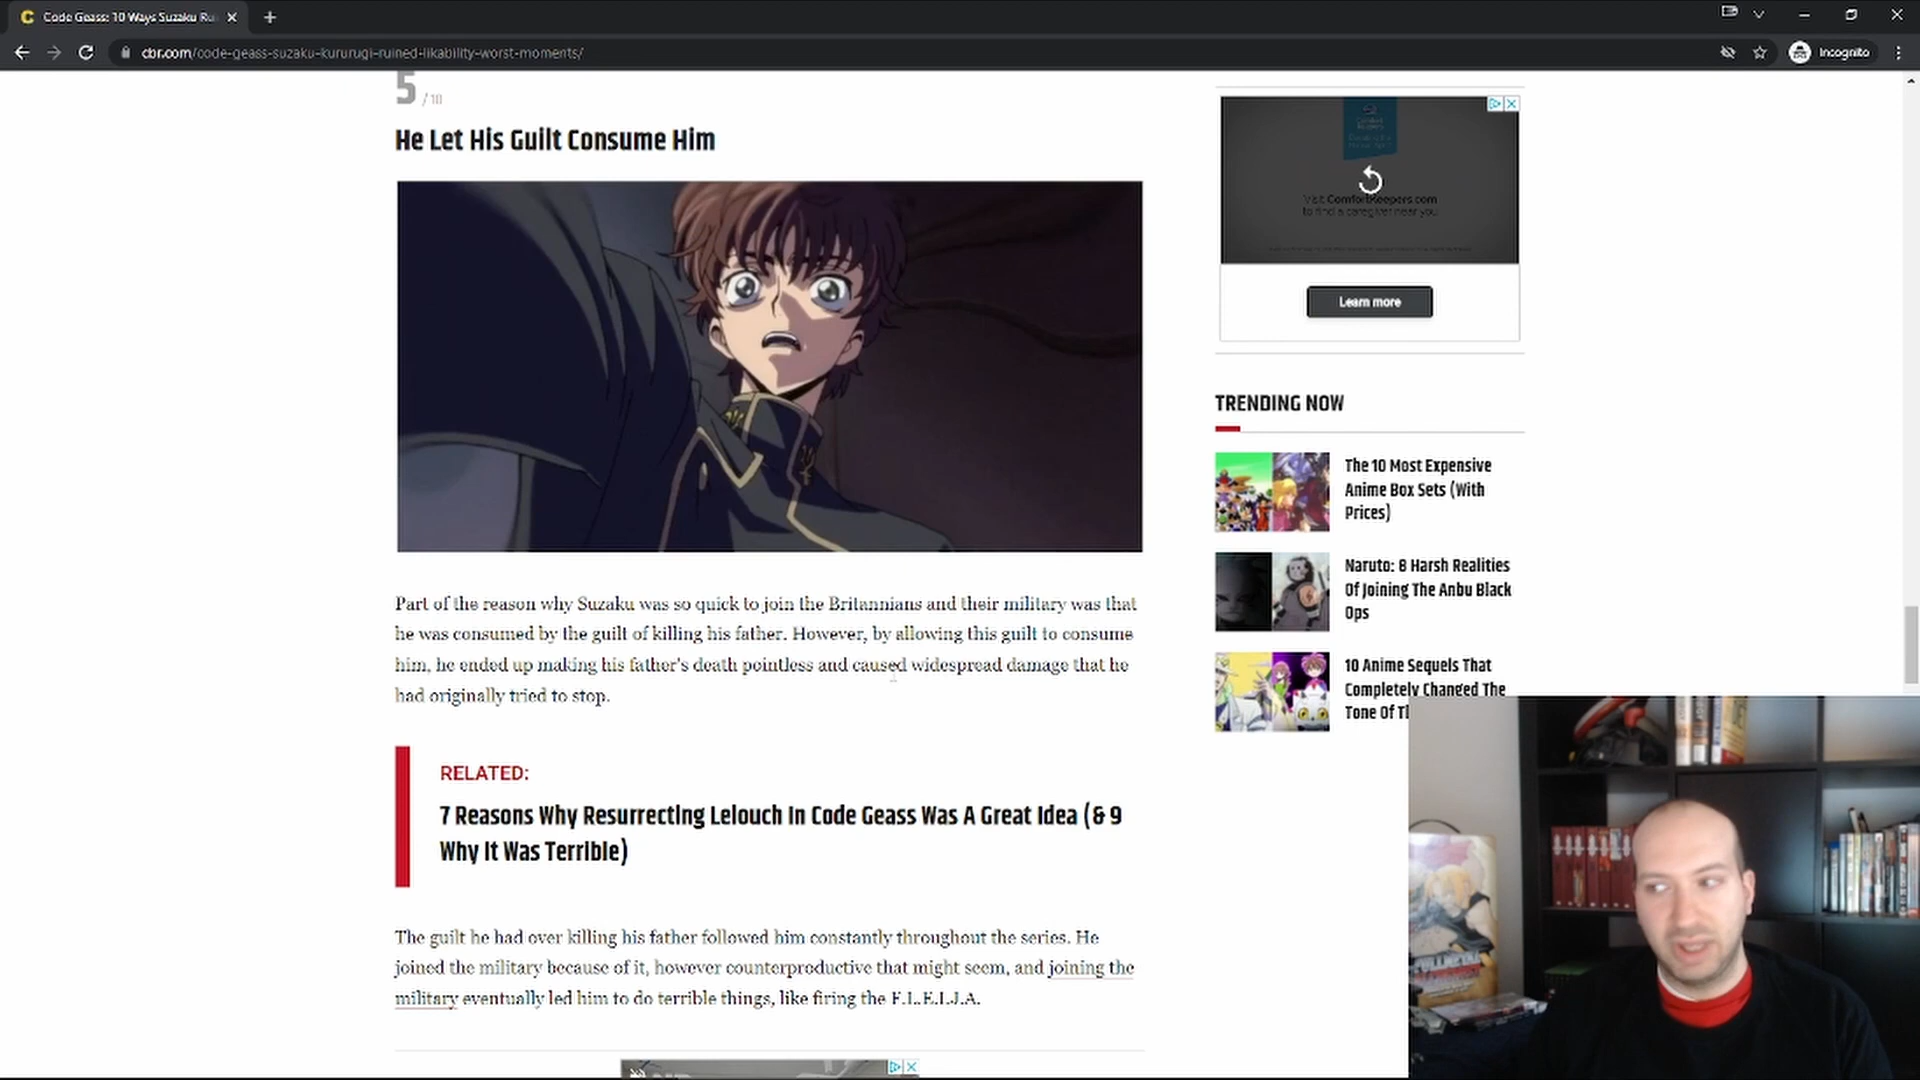 Code Geass: 10 Ways Suzaku Ru
cbr.com/code-geass-suzaku-kururugi-ruined-likability-worst-moments/
Incognito
5 /10
He Let His Guilt Consume Him
Visit ComfortKeepers.com
to find a caregiver near you
Learn more
TRENDING NOW
The 10 Most Expensive
Anime Box Sets (With
Prices)
Naruto: 8 Harsh Realities
Of Joining The Anbu Black
Ops
10 Anime Sequels That
Completely Changed The
Tone Of
Part of the reason why Suzaku was so quick to join the Britannians and their military was that
he was consumed by the guilt of killing his father. However, by allowing this guilt to consume
him, he ended up making his father's death pointless and caused widespread damage that he
had originally tried to stop.
RELATED:
7 Reasons Why Resurrecting Lelouch In Code Geass Was A Great Idea (& 9
Why It Was Terrible)
The guilt he had over killing his father followed him constantly throughout the series. He
joined the military because of it, however counterproductive that might seem, and joining the
military eventually led him to do terrible things, like firing the F.L.E.I.J.A.